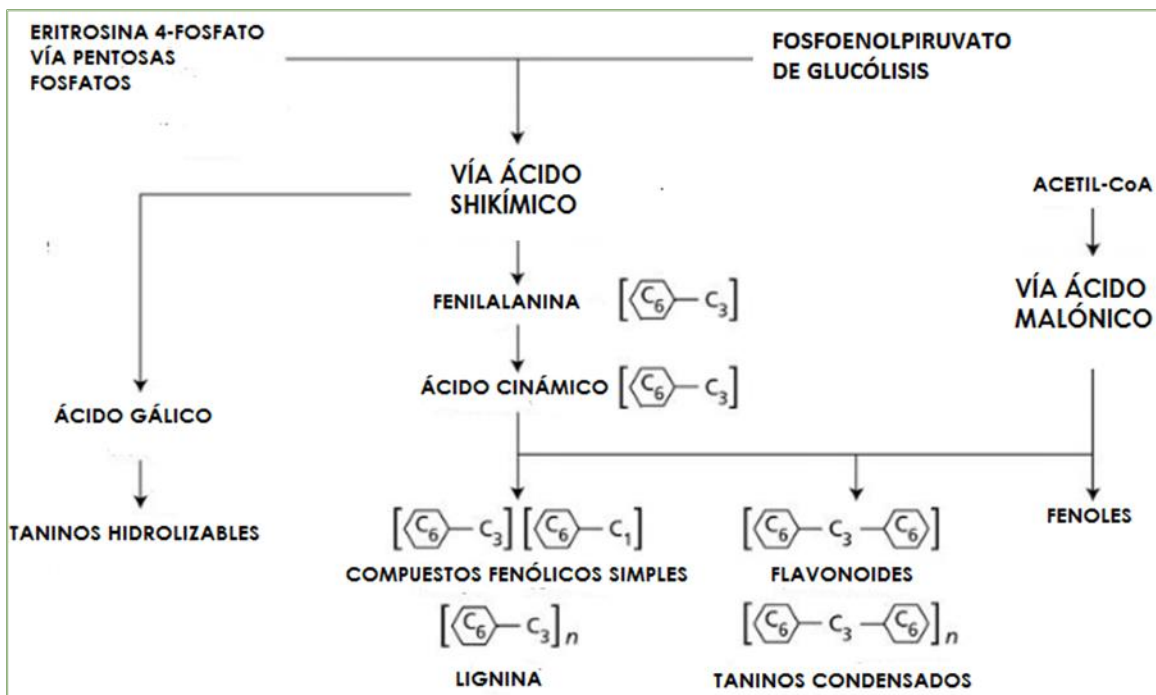 ERITROSINA 4-FOSFATO
VÍA PENTOSAS
FOSFATOS
FOSFOENOLPIRUVATO
DE GLUCÓLISIS
VÍA ÁCIDO
SHIKÍMICO
ACETIL-CoA
VÍA ÁCIDO
MALÓNICO
FENILALANINA [C6 — C3]
ÁCIDO CINÁMICO [C6 — C3]
ÁCIDO GÁLICO
TANINOS HIDROLIZABLES
[C6 — C3] [C6 — C1]
COMPUESTOS FENÓLICOS SIMPLES
[C6 — C3]n
LIGNINA
[C6 — C3 — C6]
FLAVONOIDES
[C6 — C3 — C6]n
TANINOS CONDENSADOS
FENOLES